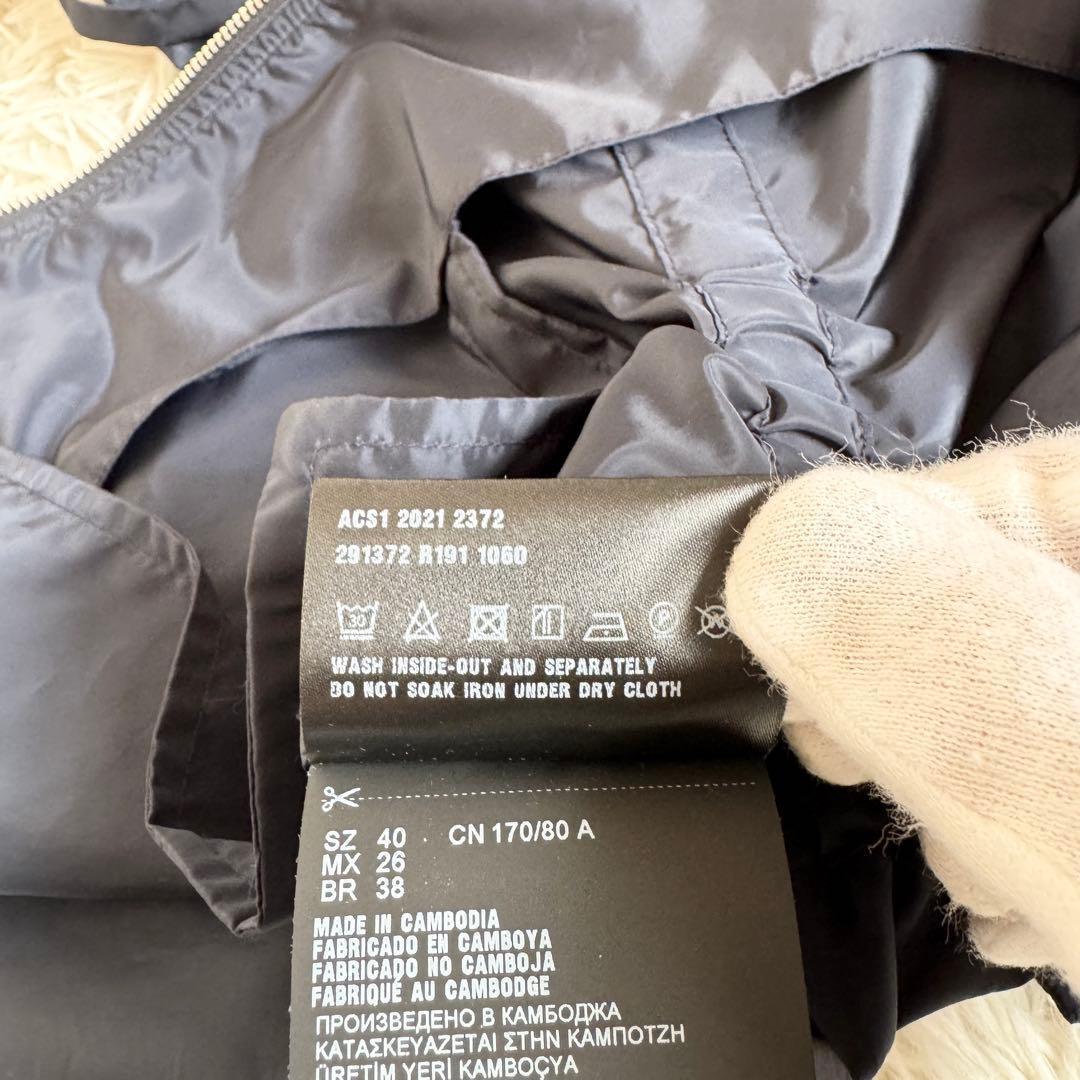 ACS1 2021 2372
291372 R191 1060
30 P W
WASH INSIDE-OUT AND SEPARATELY
DO NOT SOAK IRON UNDER DRY CLOTH
SZ 40 CN 170/80 A
MX 26
BR 38
MADE IN CAMBODIA
FABRICADO EN CAMBOYA
FABRICADO NO CAMBOJA
FABRIQUÉ AU CAMBODGE
ПРОИЗВЕДЕНО В КАМБОДЖА
ΚΑΤΑΣΚΕΥΑΖΕΤΑΙ ΣΤΗΝ ΚΑΜΠΟΤΖΗ
ÜRETİM YERİ KAMBOÇYA